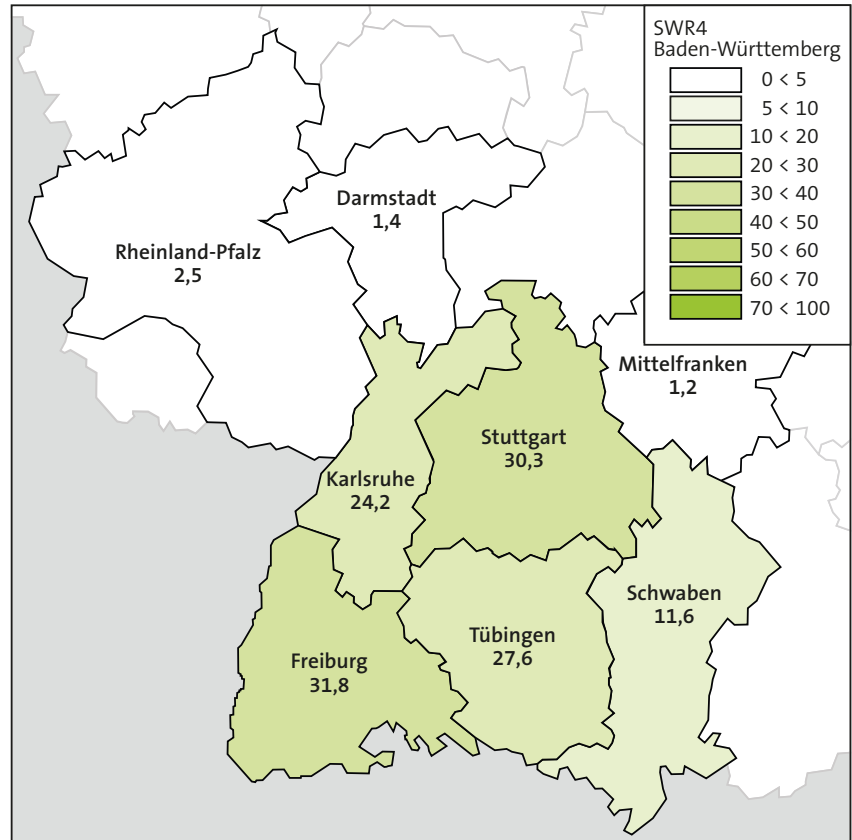 SWR4
Baden-Württemberg
0 < 5
5 < 10
10 < 20
20 < 30
30 < 40
40 < 50
50 < 60
60 < 70
70 < 100
Darmstadt
1,4
Rheinland-Pfalz
2,5
Mittelfranken
1,2
Stuttgart
30,3
Karlsruhe
24,2
Schwaben
11,6
Tübingen
27,6
Freiburg
31,8